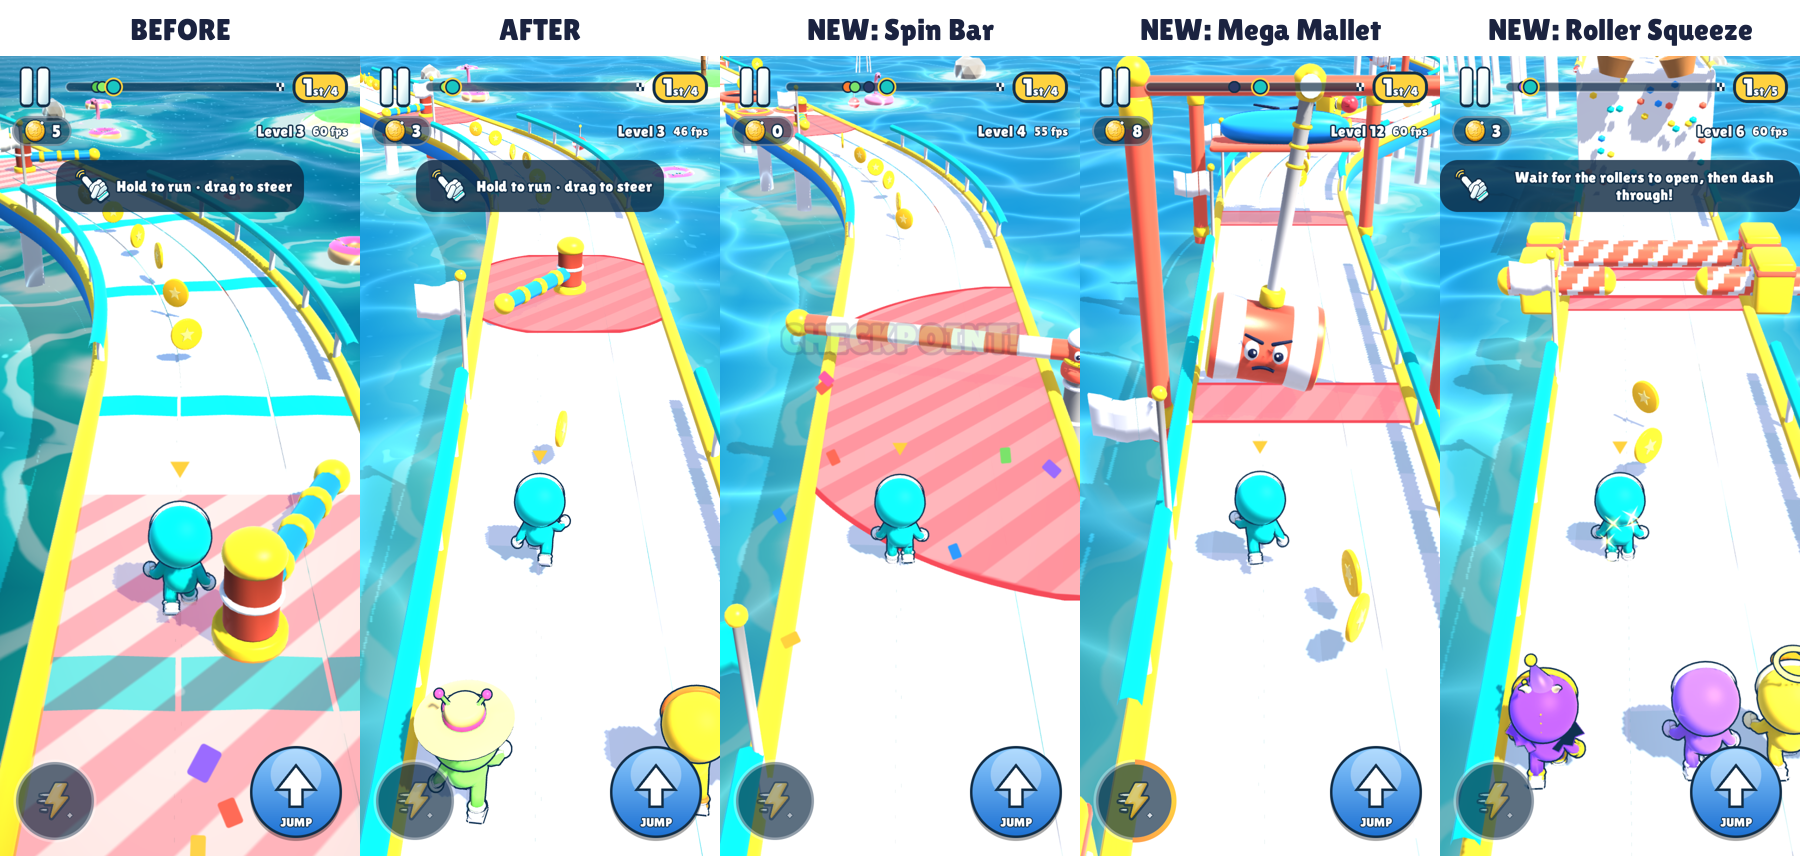 BEFORE
1st/4
5
Level 3 60 fps
Hold to run · drag to steer
JUMP
AFTER
1st/4
3
Level 3 46 fps
Hold to run · drag to steer
JUMP
NEW: Spin Bar
1st/4
0
Level 4 55 fps
CHECKPOINT!
JUMP
NEW: Mega Mallet
1st/4
8
Level 12 60 fps
JUMP
NEW: Roller Squeeze
1st/5
3
Level 6 60 fps
Wait for the rollers to open, then dash
through!
JUMP